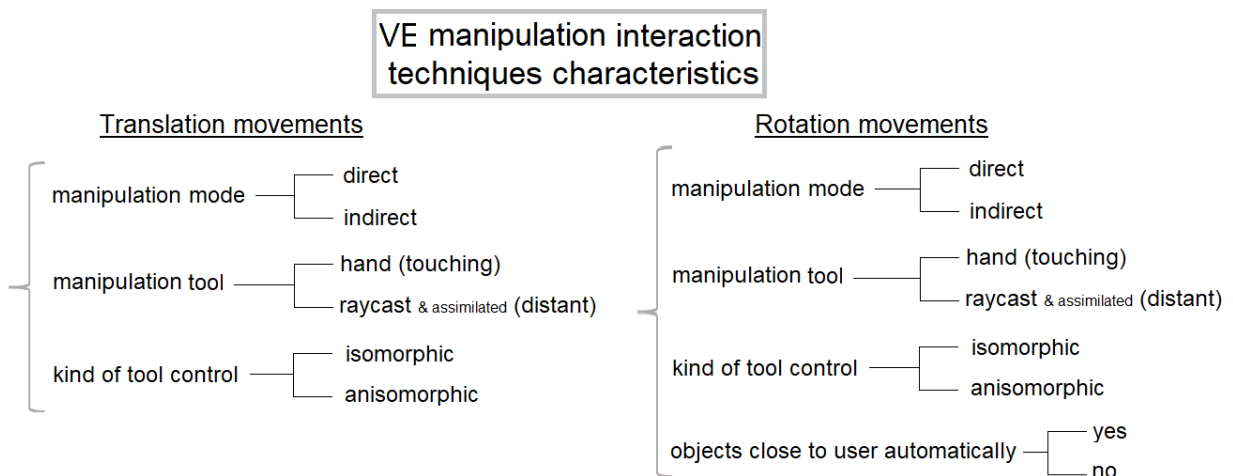 VE manipulation interaction
techniques characteristics
Translation movements
manipulation mode
direct
indirect
manipulation tool
hand (touching)
raycast & assimilated (distant)
kind of tool control
isomorphic
anisomorphic
Rotation movements
manipulation mode
direct
indirect
manipulation tool
hand (touching)
raycast & assimilated (distant)
kind of tool control
isomorphic
anisomorphic
objects close to user automatically
yes
no